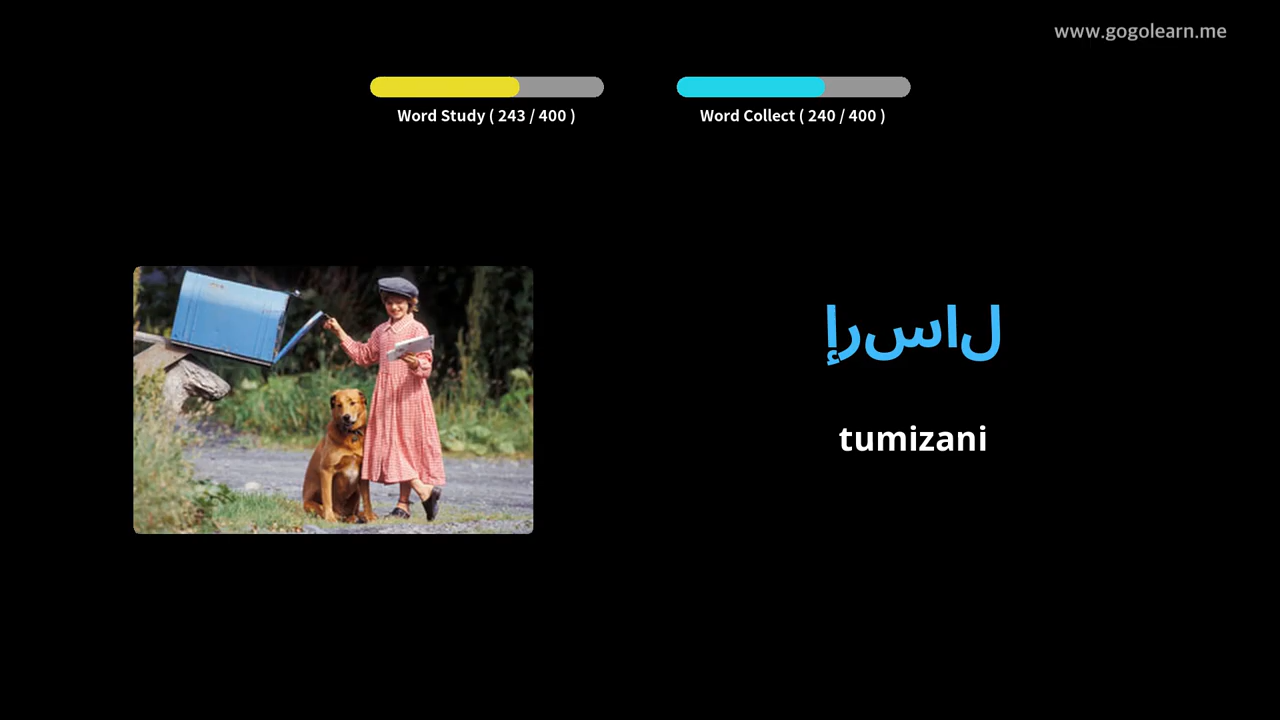 www.gogolearn.me
Word Study ( 243 / 400 )
Word Collect ( 240 / 400 )
إرسال
tumizani